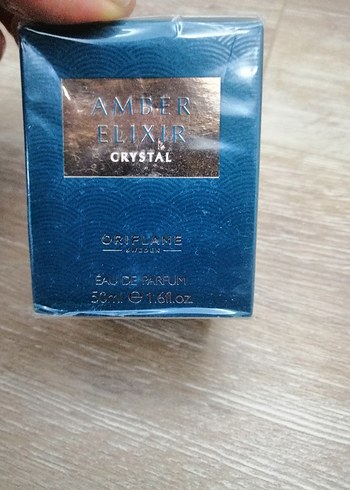 AMBER
ELIXIR
CRYSTAL
ORIFLAME
SWEDEN
EAU DE PARFUM
50ml ℮ 1.6fl.oz.